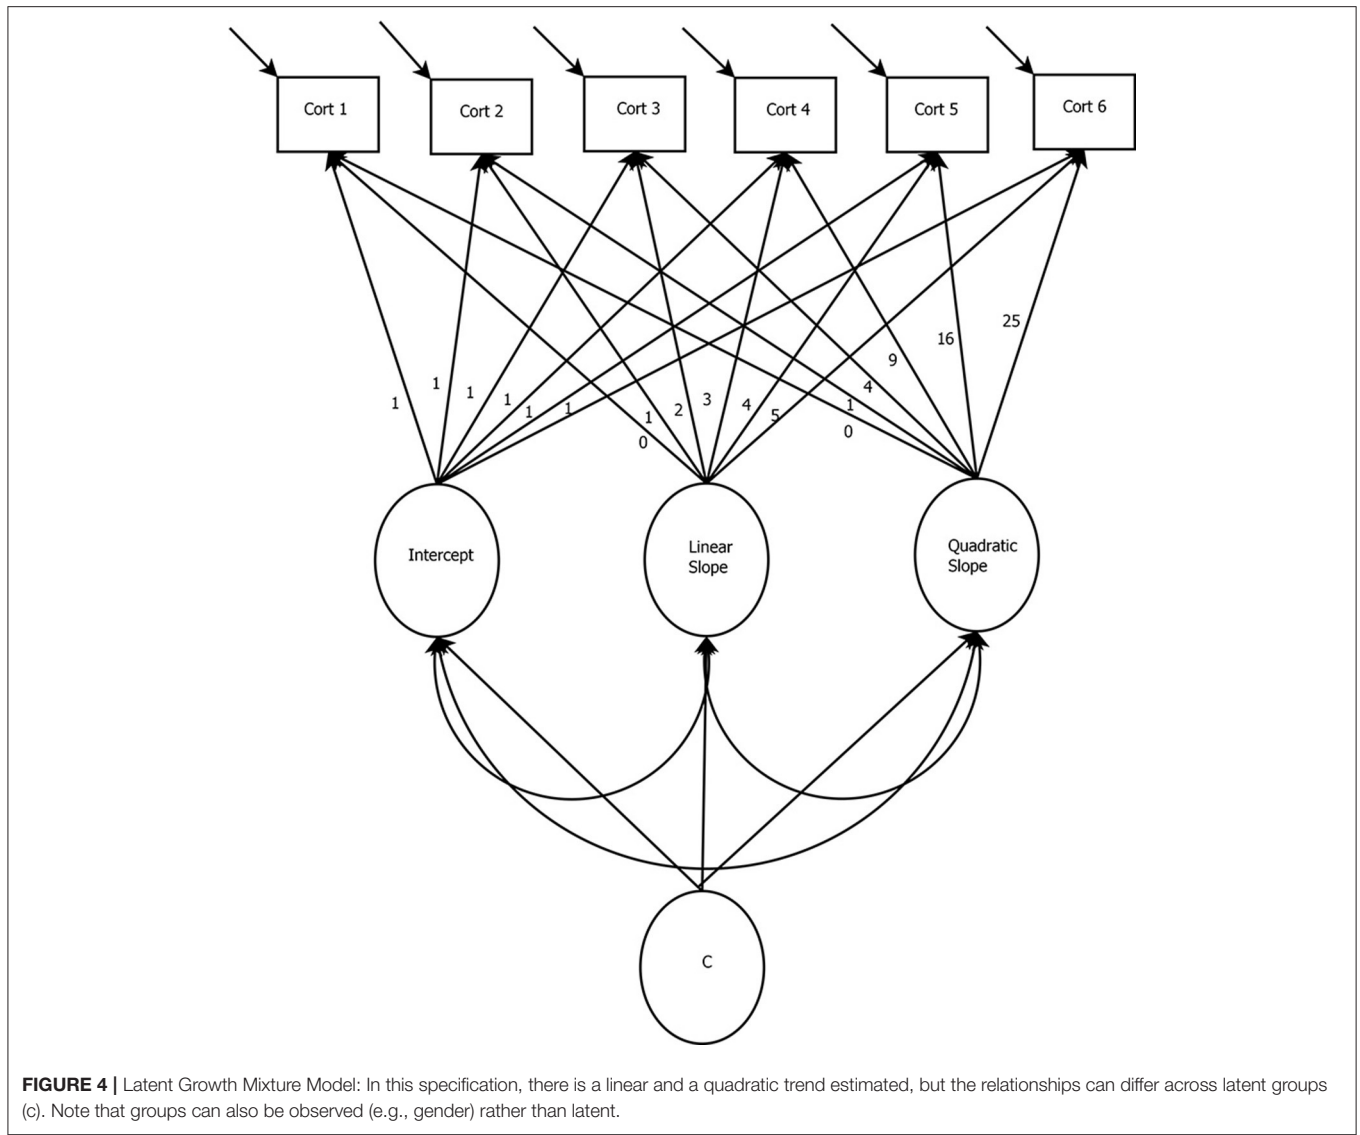 Cort 1
Cort 2
Cort 3
Cort 4
Cort 5
Cort 6
1
1
1
1
1
1
0
1
2
3
4
5
0
1
4
9
16
25
Intercept
Linear
Slope
Quadratic
Slope
C
FIGURE 4 | Latent Growth Mixture Model: In this specification, there is a linear and a quadratic trend estimated, but the relationships can differ across latent groups
(c). Note that groups can also be observed (e.g., gender) rather than latent.